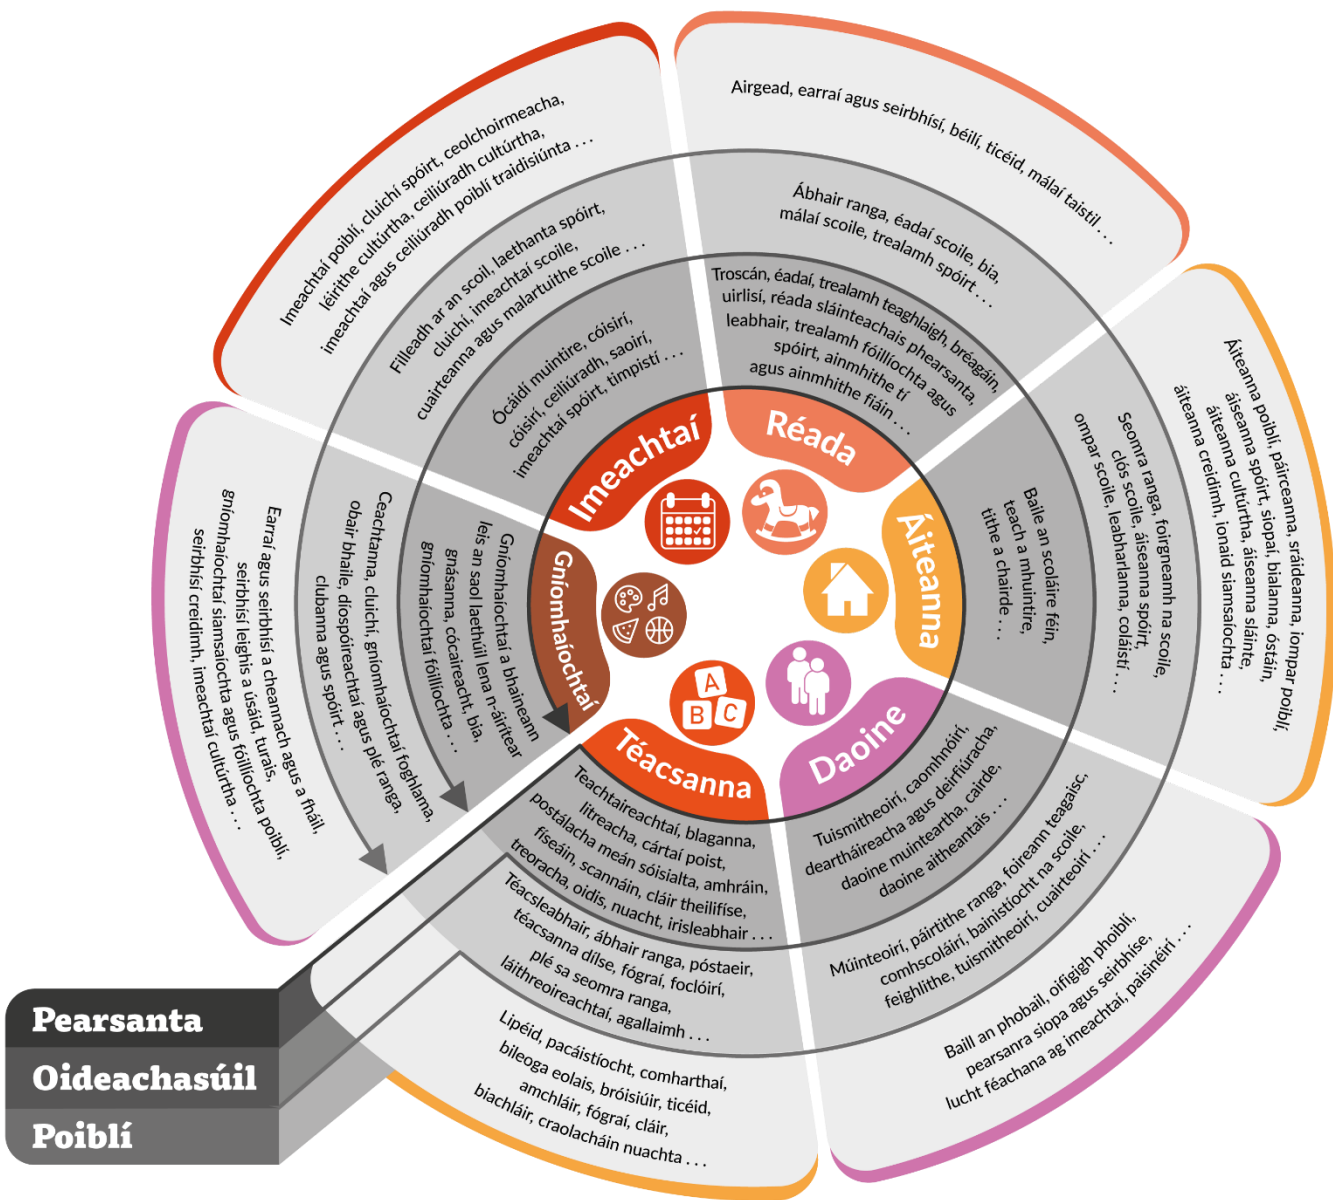 Imeachtaí
Imeachtaí poiblí, cluichí spóirt, ceolchoirmeacha,
léirithe cultúrtha, ceiliúradh cultúrtha,
imeachtaí agus ceiliúradh poiblí traidisiúnta . . .
Filleadh ar an scoil, laethanta spóirt,
cluichí, imeachtaí scoile,
cuairteanna agus malartuithe scoile . . .
Ócáidí muintire, cóisirí,
cóisirí, ceiliúradh, saoirí,
imeachtaí spóirt, timpistí . . .
Réada
Airgead, earraí agus seirbhísí, béilí, ticéid, málaí taistil . . .
Ábhair ranga, éadaí scoile, bia,
málaí scoile, trealamh spóirt . . .
Troscán, éadaí, trealamh teaghlaigh, bréagáin,
uirlisí, réada sláinteachais phearsanta,
leabhair, trealamh fóillíochta agus
spóirt, ainmhithe tí
agus ainmhithe fiáin . . .
Áiteanna
Áiteanna poiblí, páirceanna, sráideanna, iompar poiblí,
áiseanna spóirt, siopaí, bialanna, óstáin,
áiteanna cultúrtha, áiseanna sláinte,
áiteanna creidimh, ionaid siamsaíochta . . .
Seomra ranga, foirgneamh na scoile,
clós scoile, áiseanna spóirt,
ompar scoile, leabharlanna, coláistí . . .
Baile an scoláire féin,
teach a mhuintire,
tithe a chairde . . .
Daoine
Tuismitheoirí, caomhnóirí,
deartháireacha agus deirfiúracha,
daoine muinteartha, cairde,
daoine aitheantais . . .
Múinteoirí, páirtithe ranga, foireann teagaisc,
comhscoláirí, bainistíocht na scoile,
feighlithe, tuismitheoirí, cuairteoirí . . .
Baill an phobail, oifigigh phoiblí,
pearsanra siopa agus seirbhíse,
lucht féachana ag imeachtaí, paisinéirí . . .
Téacsanna
Teachtaireachtaí, blaganna,
litreacha, cártaí poist,
postálacha meán sóisialta, amhráin,
físeáin, scannáin, cláir theilifíse,
treoracha, oidis, nuacht, irisleabhair . . .
Téacsleabhair, ábhair ranga, póstaeir,
téacsanna dílse, fógraí, foclóirí,
plé sa seomra ranga,
láithreoireachtaí, agallaimh . . .
Lipéid, pacáistíocht, comharthaí,
bileoga eolais, bróisiúir, ticéid,
amchláir, fógraí, cláir,
biachláir, craolacháin nuachta . . .
Gníomhaíochtaí
Gníomhaíochtaí a bhaineann
leis an saol laethúil lena n-áirítear
gnásanna, cócaireacht, bia,
gníomhaíochtaí fóillíochta . . .
Ceachtanna, cluichí, gníomhaíochtaí foghlama,
obair bhaile, díospóireachtaí agus plé ranga,
clubanna agus spóirt . . .
Earraí agus seirbhísí a cheannach agus a fháil,
seirbhísí leighis a úsáid, turais,
gníomhaíochtaí siamsaíochta agus fóillíochta poiblí,
seirbhísí creidimh, imeachtaí cultúrtha . . .
A
B C
Pearsanta
Oideachasúil
Poiblí